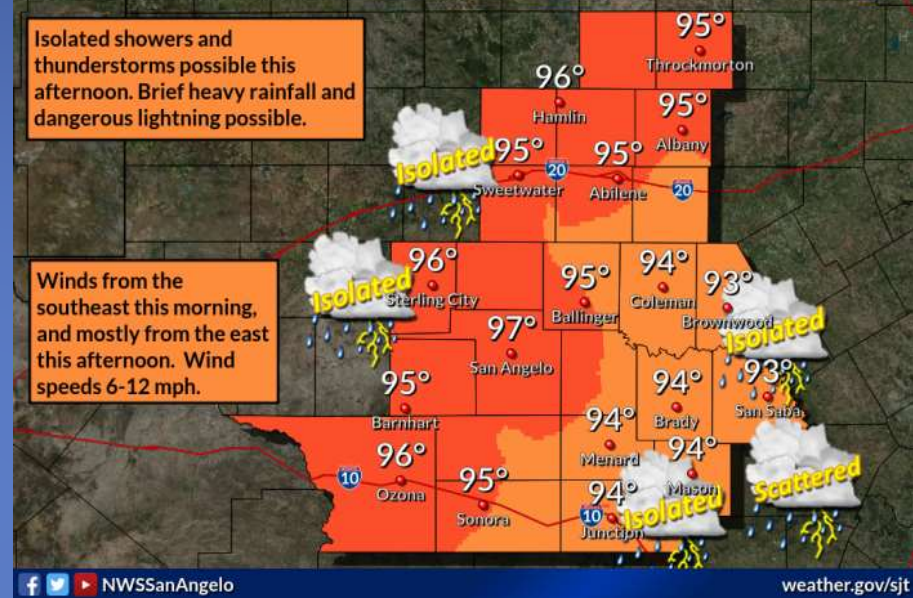 Isolated showers and
thunderstorms possible this
afternoon. Brief heavy rainfall and
dangerous lightning possible.
95°
Throckmorton
96°
Hamlin
95°
Albany
Isolated
95°
Sweetwater
20
95°
Abilene
20
Winds from the
southeast this morning,
and mostly from the east
this afternoon. Wind
speeds 6-12 mph.
Isolated
96°
Sterling City
95°
Ballinger
94°
Coleman
93°
Brownwood
Isolated
97°
San Angelo
95°
Barnhart
94°
Brady
93°
San Saba
96°
Ozona
10
95°
Sonora
94°
Menard
94°
Mason
94°
Junction
10
Isolated
Scattered
NWSSanAngelo
weather.gov/sjt